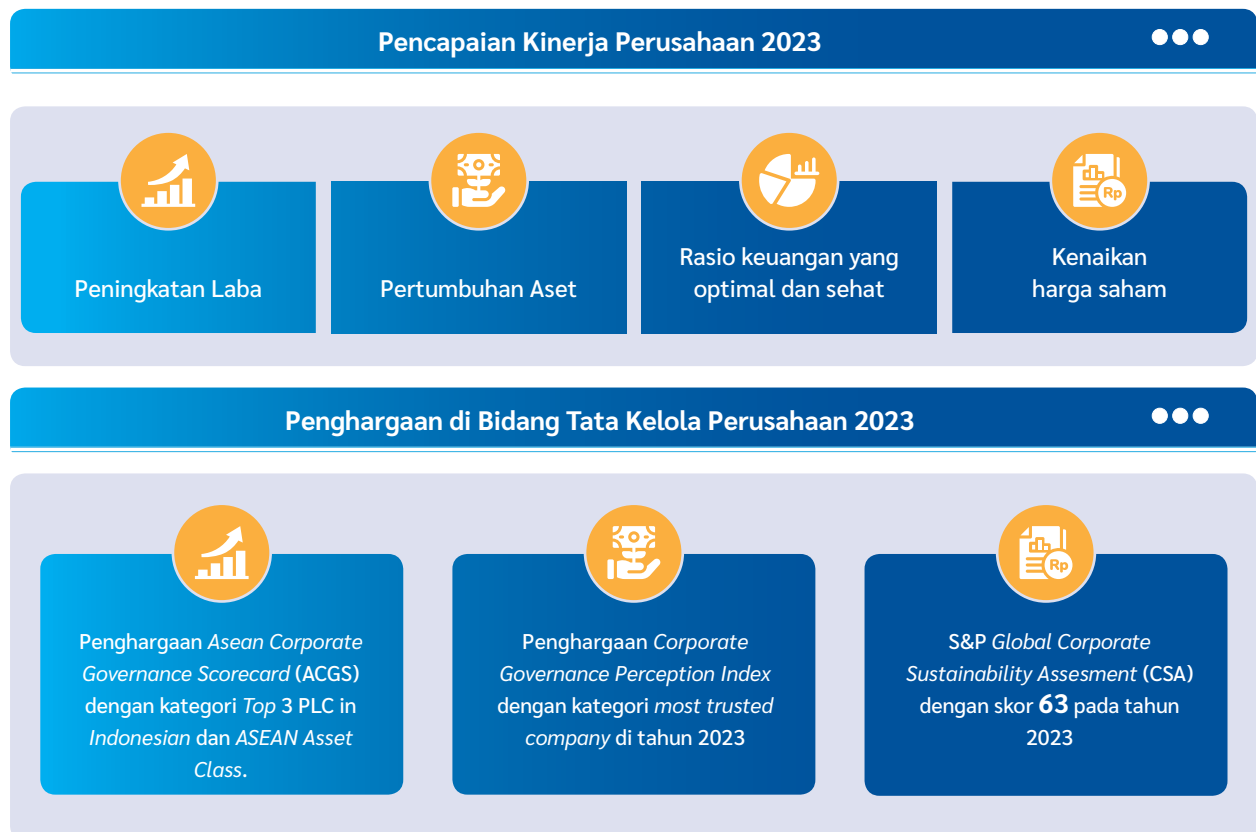 Pencapaian Kinerja Perusahaan 2023
Peningkatan Laba
Pertumbuhan Aset
Rasio keuangan yang
optimal dan sehat
Rp
Kenaikan
harga saham
Penghargaan di Bidang Tata Kelola Perusahaan 2023
Penghargaan Asean Corporate
Governance Scorecard (ACGS)
dengan kategori Top 3 PLC in
Indonesian dan ASEAN Asset
Class.
Penghargaan Corporate
Governance Perception Index
dengan kategori most trusted
company di tahun 2023
Rp
S&P Global Corporate
Sustainability Assesment (CSA)
dengan skor 63 pada tahun
2023